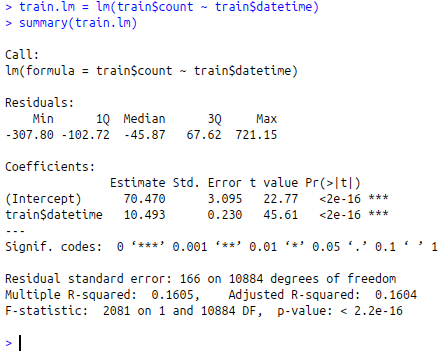 > train.lm = lm(train$count ~ train$datetime)
> summary(train.lm)
Call:
lm(formula = train$count ~ train$datetime)
Residuals:
    Min      1Q  Median      3Q     Max
-307.80 -102.72  -45.87   67.62  721.15
Coefficients:
               Estimate Std. Error t value Pr(>|t|)
(Intercept)      70.470      3.095   22.77   <2e-16 ***
train$datetime   10.493      0.230   45.61   <2e-16 ***
---
Signif. codes:  0 ‘***’ 0.001 ‘**’ 0.01 ‘*’ 0.05 ‘.’ 0.1 ‘ ’ 1
Residual standard error: 166 on 10884 degrees of freedom
Multiple R-squared:  0.1605,    Adjusted R-squared:  0.1604
F-statistic:  2081 on 1 and 10884 DF,  p-value: < 2.2e-16
>